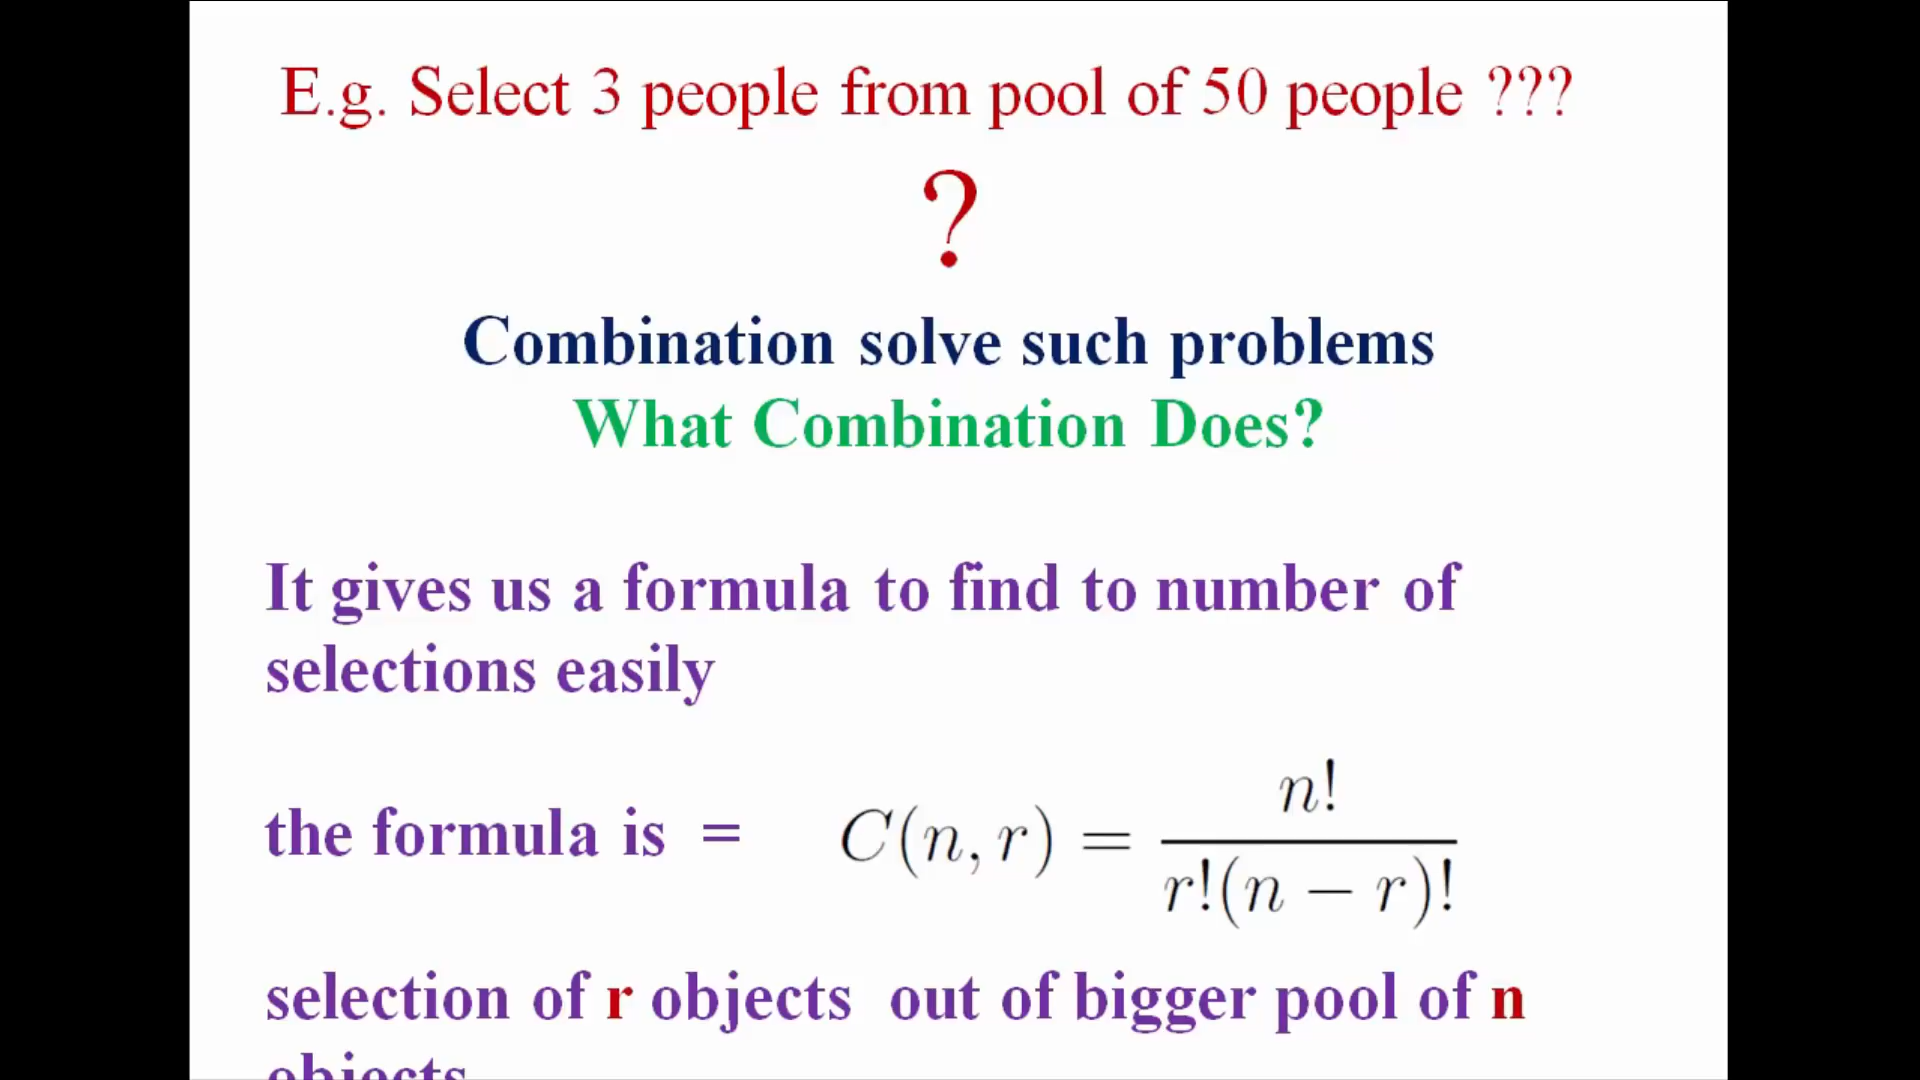 E.g. Select 3 people from pool of 50 people ???
?
Combination solve such problems
What Combination Does?
It gives us a formula to find to number of
selections easily
the formula is = C(n, r) = n! / r!(n − r)!
selection of r objects out of bigger pool of n
objects